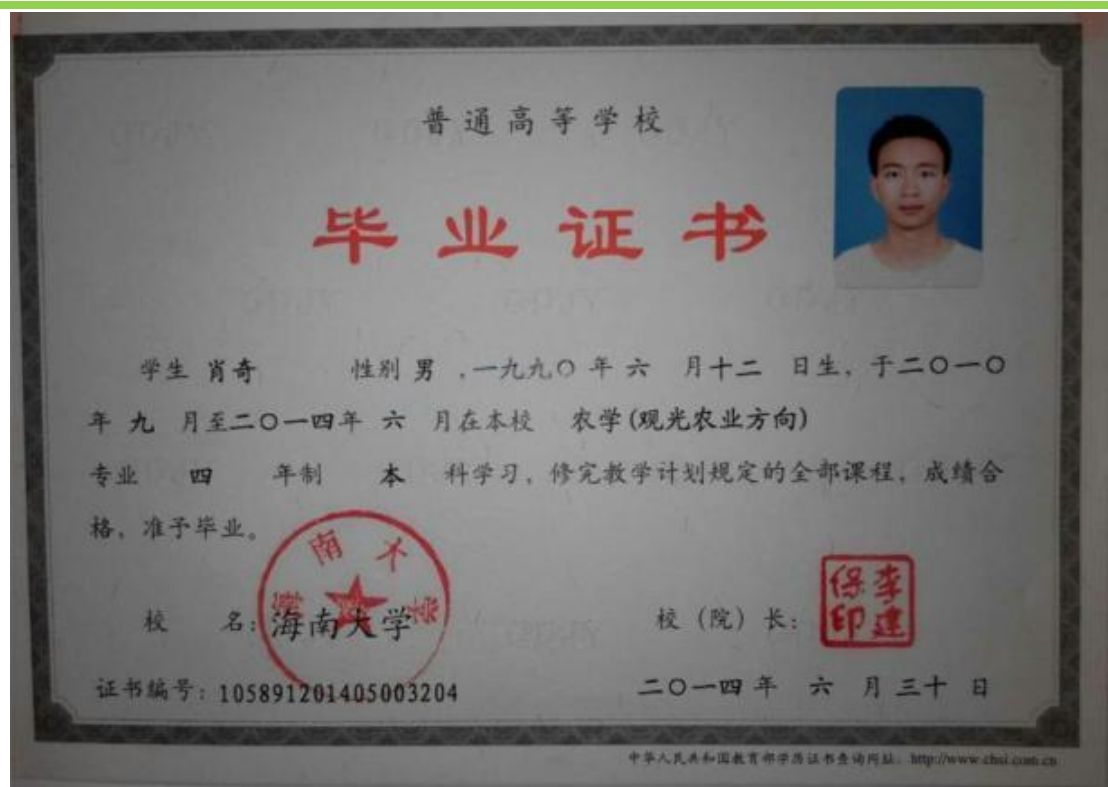 普通高等学校
毕业证书
学生 肖奇 性别 男 ,一九九〇 年 六 月十二 日生, 于二〇一〇
年 九 月至二〇一四年 六 月在本校 农学(观光农业方向)
专业 四 年制 本 科学习, 修完教学计划规定的全部课程, 成绩合
格, 准予毕业。
海南大学
校 名: 海南大学
校 (院) 长:
李建保印
证书编号: 105891201405003204
二〇一四 年 六 月 三十 日
中华人民共和国教育部学历证书查询网址: http://www.chsi.com.cn